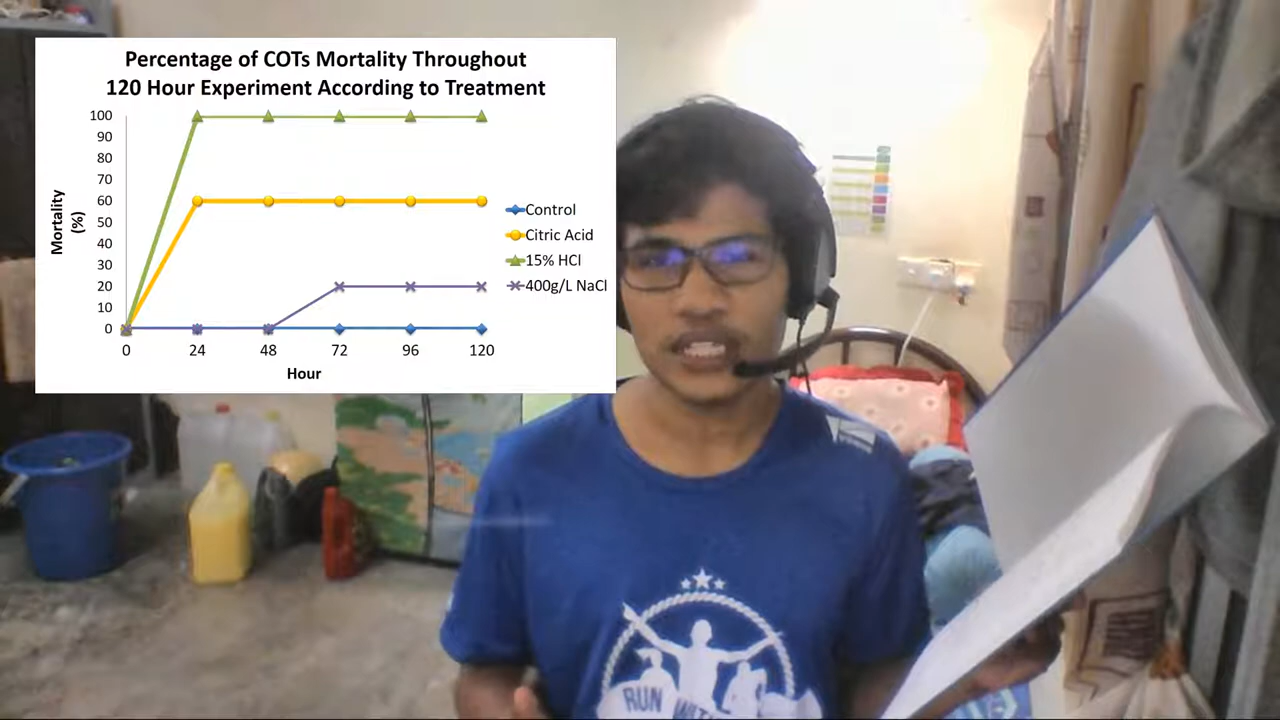 Percentage of COTs Mortality Throughout
120 Hour Experiment According to Treatment
100
90
80
70
60
50
40
30
20
10
0
Mortality
(%)
0 24 48 72 96 120
Hour
Control
Citric Acid
15% HCl
400g/L NaCl
RUN WITH